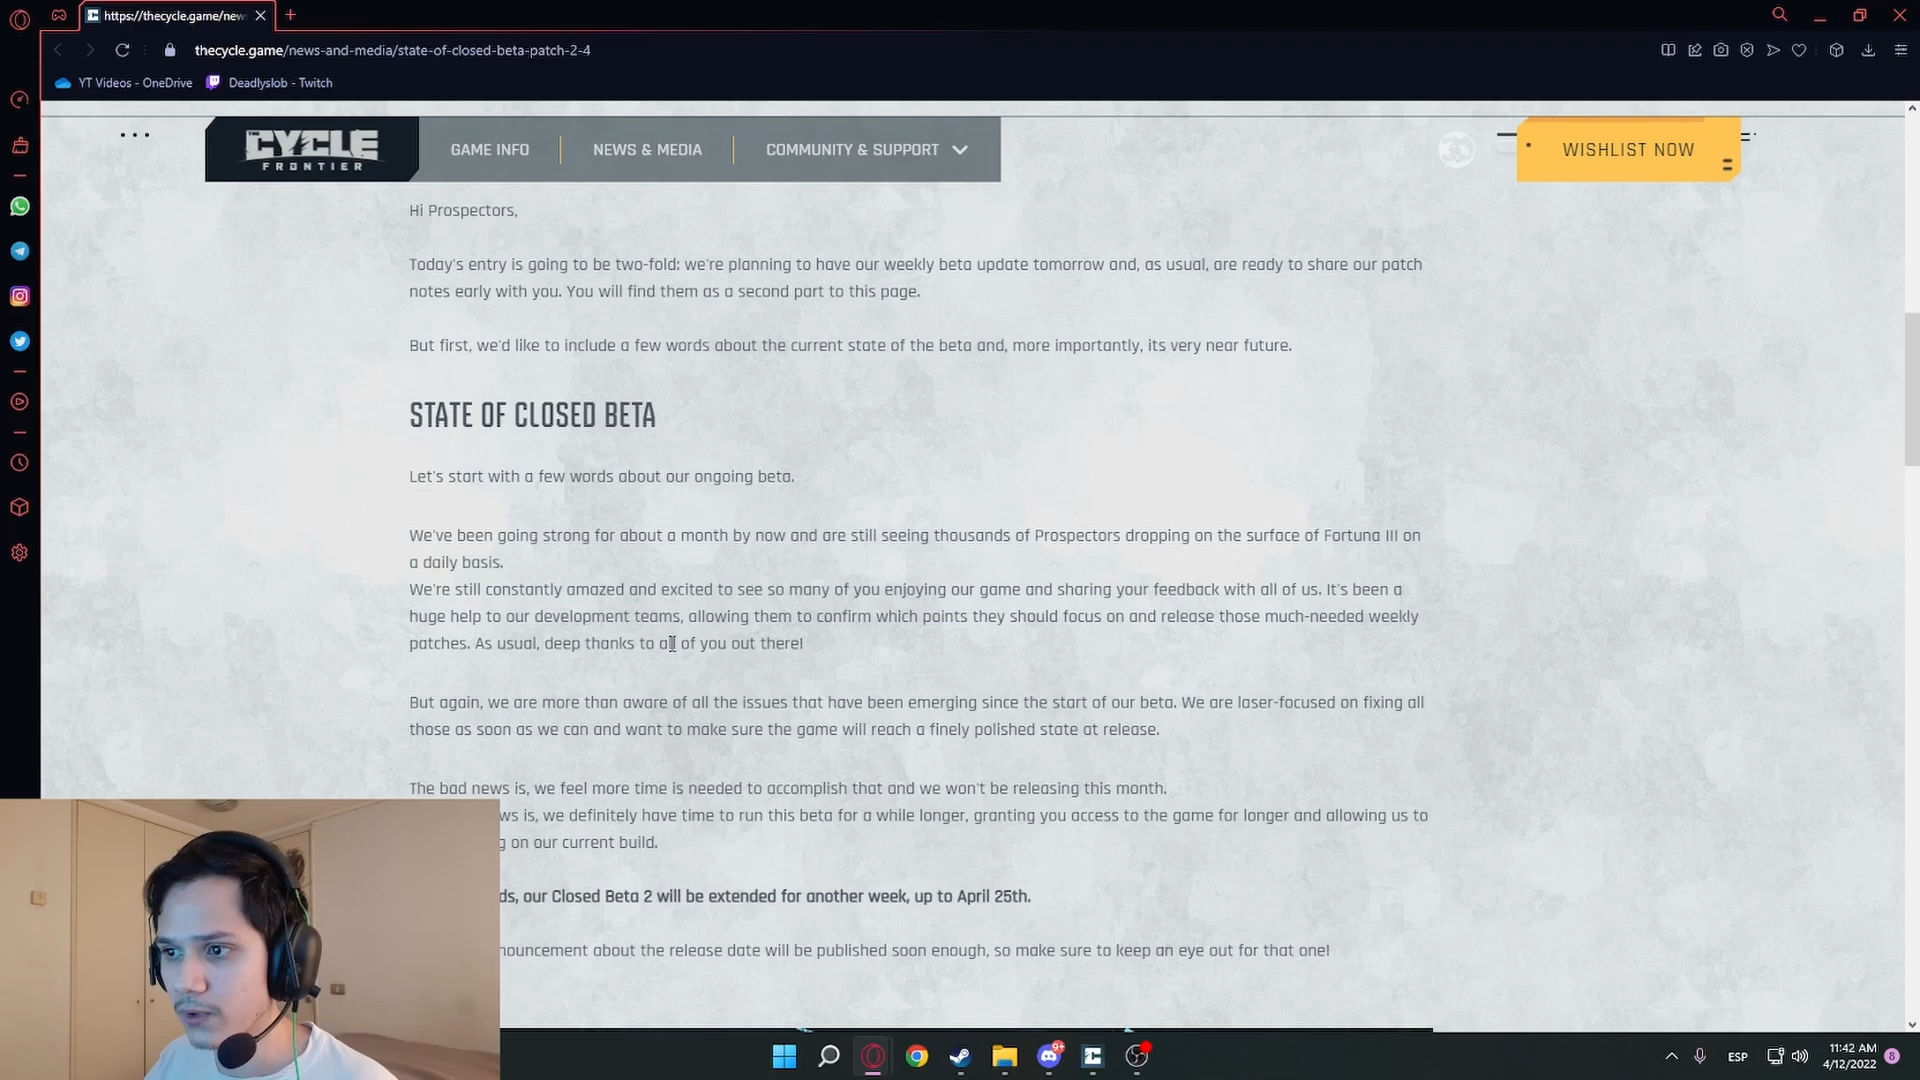 https://thecycle.game/new
thecycle.game/news-and-media/state-of-closed-beta-patch-2-4
YT Videos - OneDrive
Deadlyslob - Twitch
THE CYCLE FRONTIER
GAME INFO
NEWS & MEDIA
COMMUNITY & SUPPORT
WISHLIST NOW
Hi Prospectors,
Today's entry is going to be two-fold: we're planning to have our weekly beta update tomorrow and, as usual, are ready to share our patch
notes early with you. You will find them as a second part to this page.
But first, we'd like to include a few words about the current state of the beta and, more importantly, its very near future.
STATE OF CLOSED BETA
Let's start with a few words about our ongoing beta.
We've been going strong for about a month by now and are still seeing thousands of Prospectors dropping on the surface of Fortuna III on
a daily basis.
We're still constantly amazed and excited to see so many of you enjoying our game and sharing your feedback with all of us. It's been a
huge help to our development teams, allowing them to confirm which points they should focus on and release those much-needed weekly
patches. As usual, deep thanks to all of you out there!
But again, we are more than aware of all the issues that have been emerging since the start of our beta. We are laser-focused on fixing all
those as soon as we can and want to make sure the game will reach a finely polished state at release.
The bad news is, we feel more time is needed to accomplish that and we won't be releasing this month.
is, we definitely have time to run this beta for a while longer, granting you access to the game for longer and allowing us to
on our current build.
our Closed Beta 2 will be extended for another week, up to April 25th.
about the release date will be published soon enough, so make sure to keep an eye out for that one!
9+
ESP
11:42 AM
4/12/2022
8